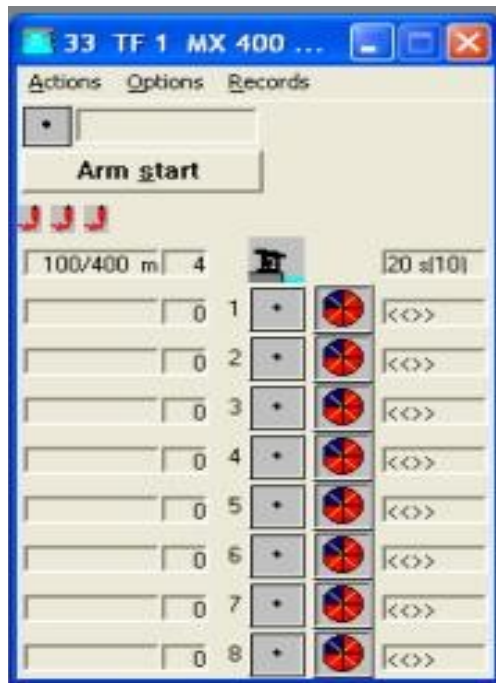 33 TF 1 MX 400 ...
Actions Options Records
Arm start
100/400 m 4 20 s(10)
0 1 <<>>
0 2 <<>>
0 3 <<>>
0 4 <<>>
0 5 <<>>
0 6 <<>>
0 7 <<>>
0 8 <<>>